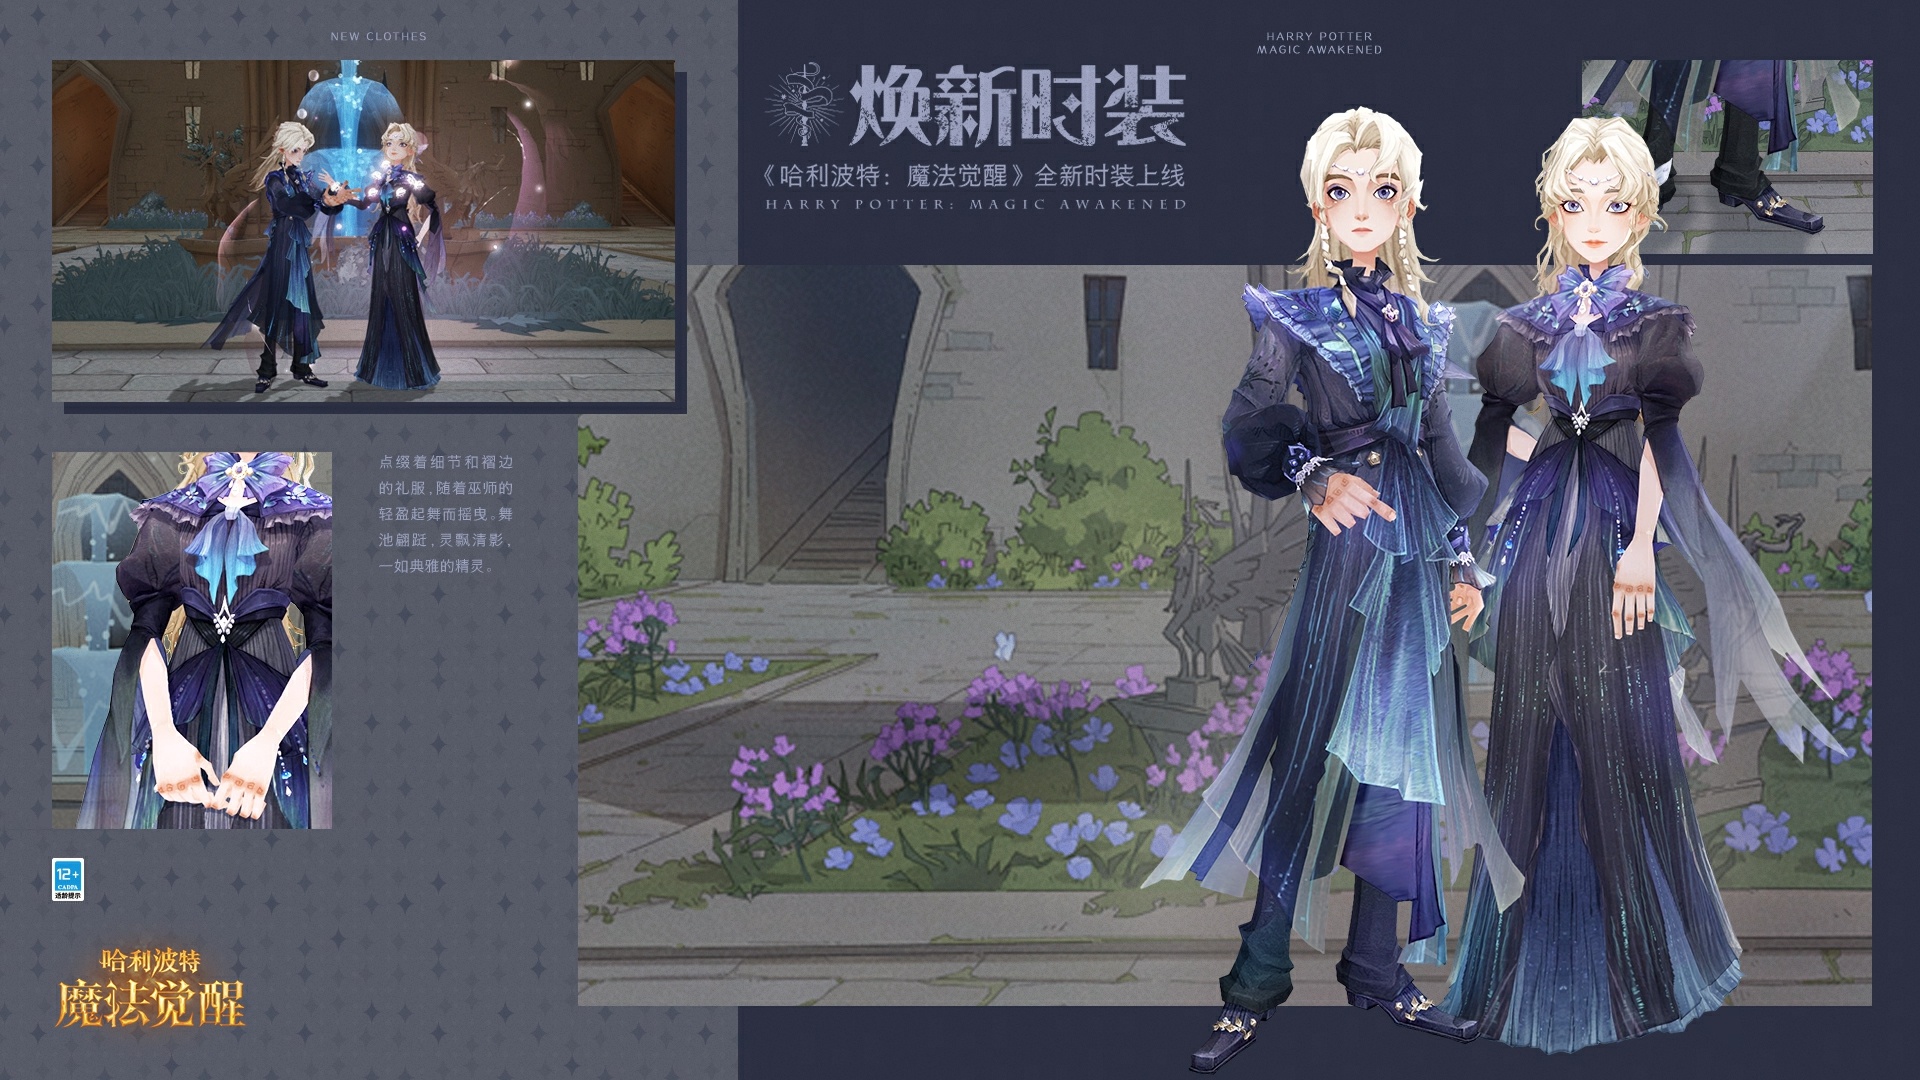 NEW CLOTHES
HARRY POTTER
MAGIC AWAKENED
焕新时装
《哈利波特：魔法觉醒》全新时装上线
HARRY POTTER: MAGIC AWAKENED
点缀着细节和褶边
的礼服,随着巫师的
轻盈起舞而摇曳。舞
池翩跹,灵飘清影,
一如典雅的精灵。
12+
CADPA
适龄提示
哈利波特
魔法觉醒